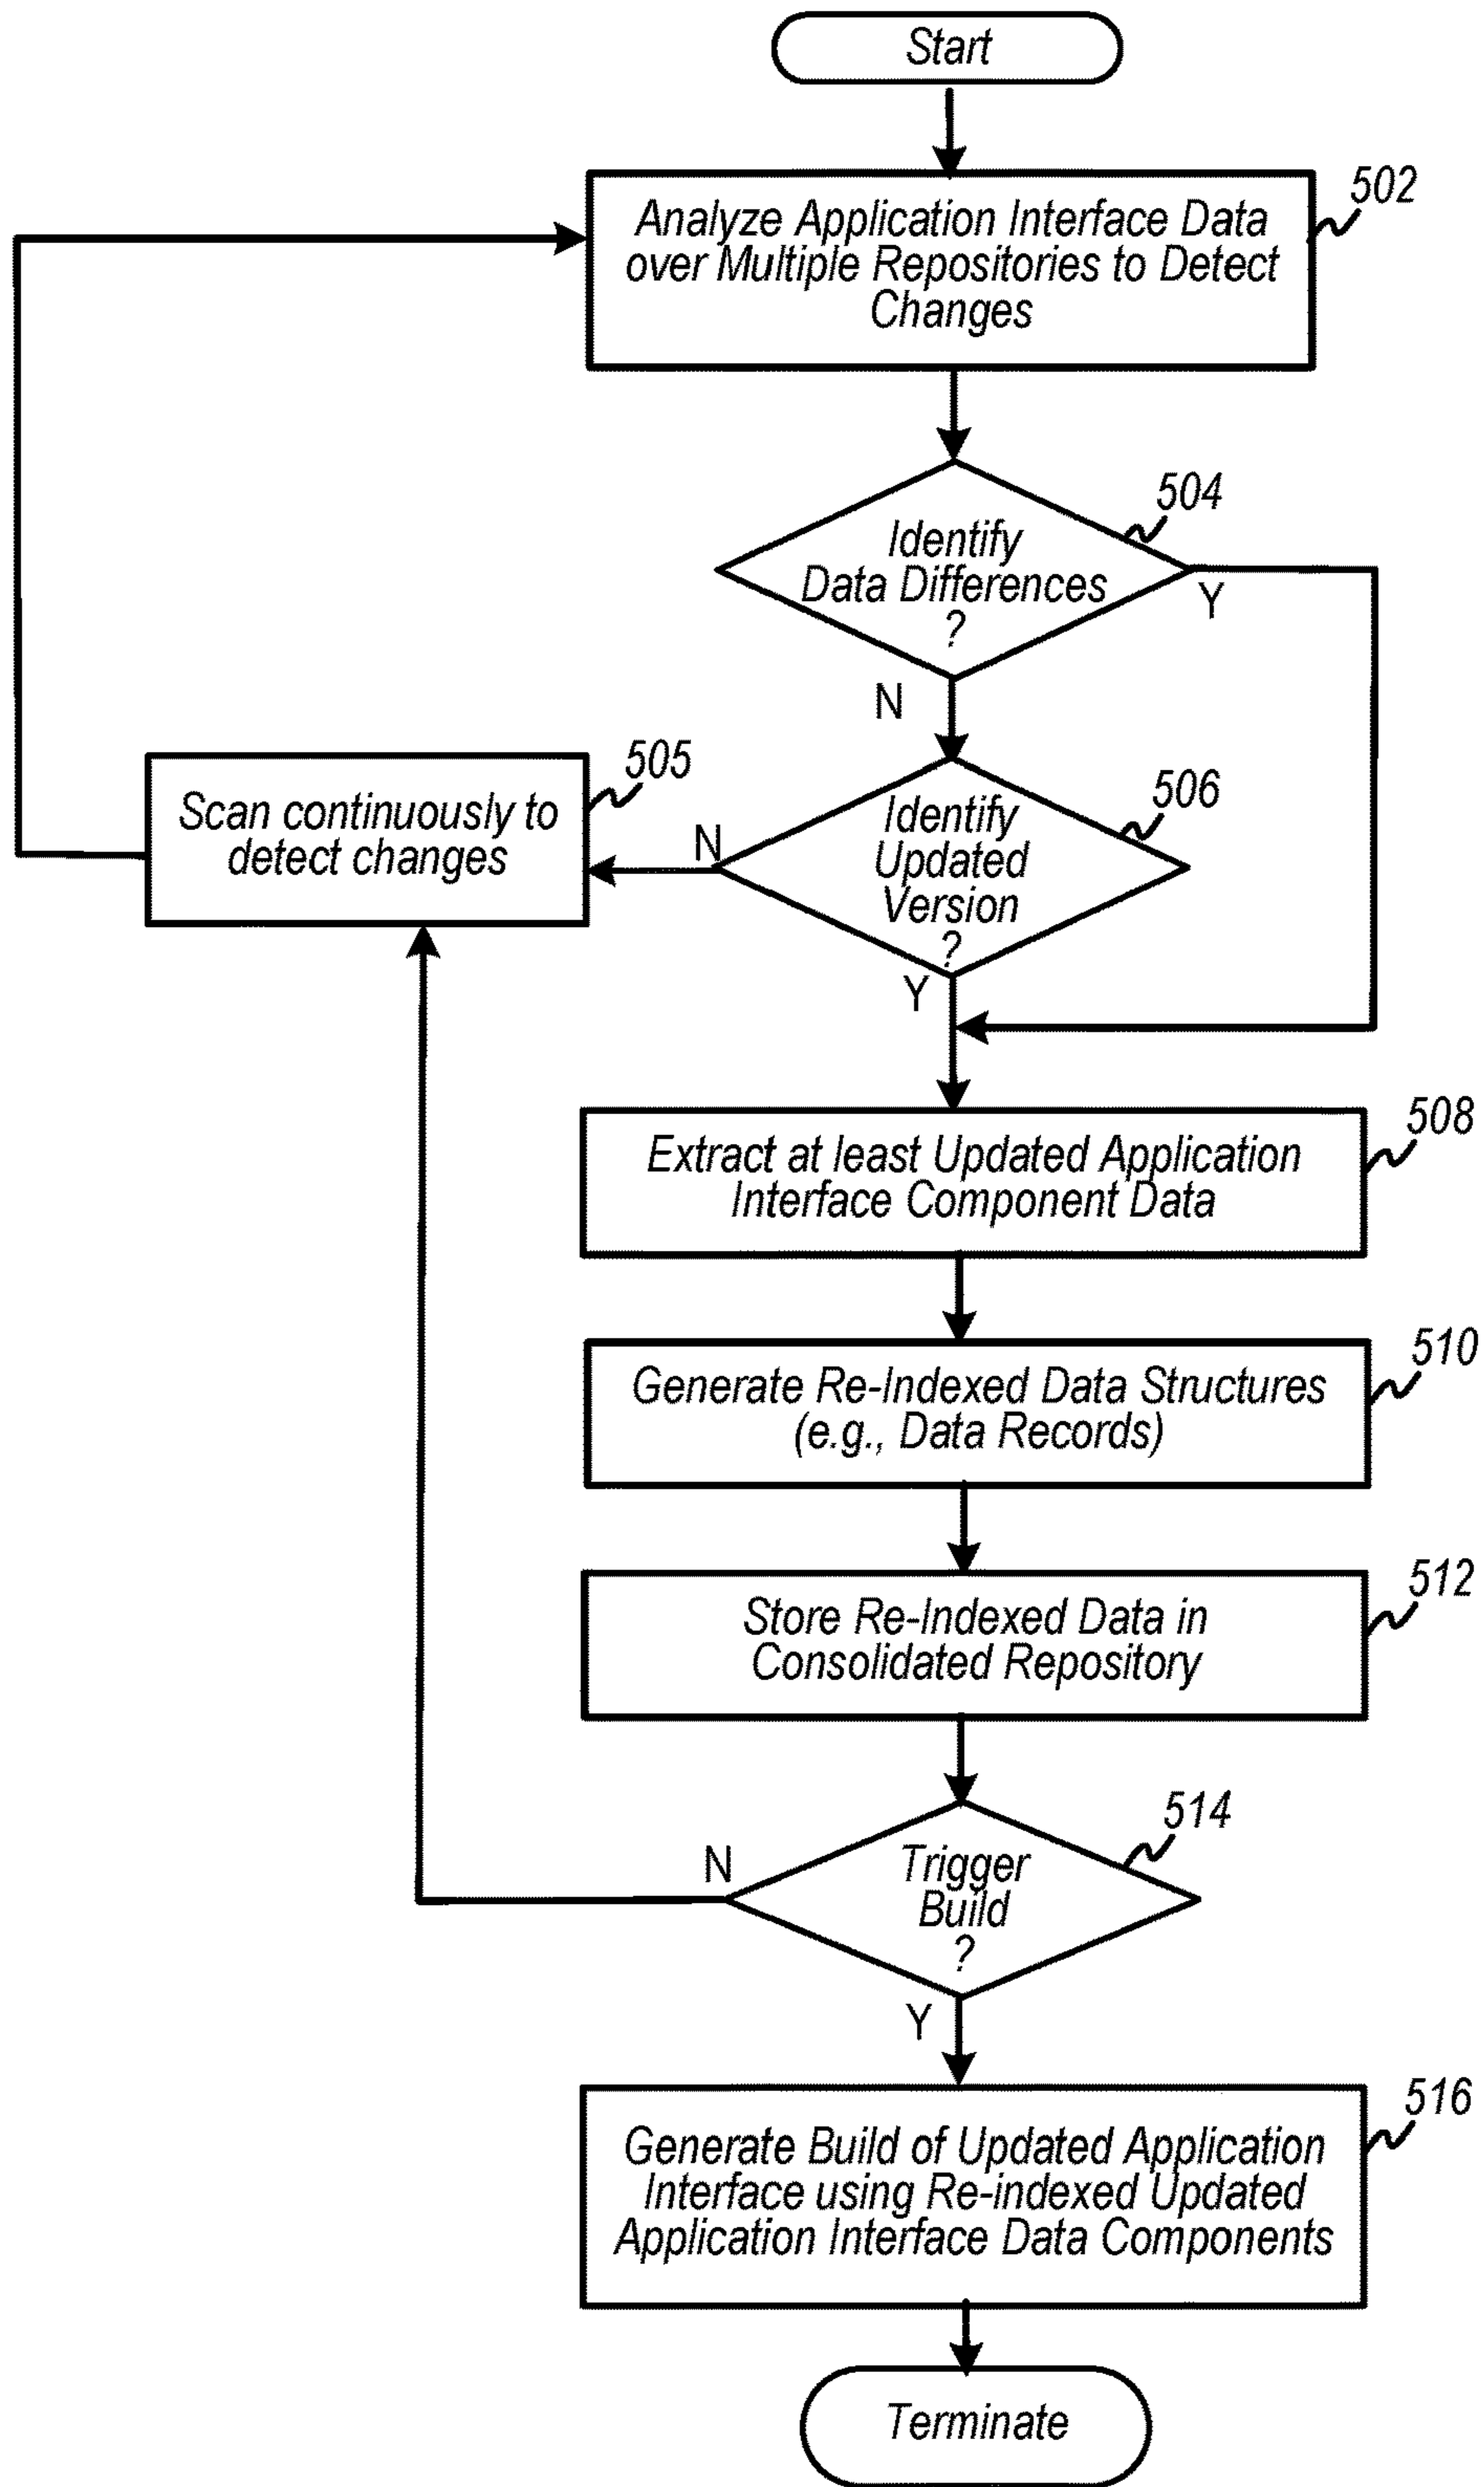 Start
502
Analyze Application Interface Data
over Multiple Repositories to Detect
Changes
504
Identify
Data Differences
?
Y
N
505
Scan continuously to
detect changes
506
Identify
Updated
Version
?
N
Y
508
Extract at least Updated Application
Interface Component Data
510
Generate Re-Indexed Data Structures
(e.g., Data Records)
512
Store Re-Indexed Data in
Consolidated Repository
514
Trigger
Build
?
N
Y
516
Generate Build of Updated Application
Interface using Re-indexed Updated
Application Interface Data Components
Terminate